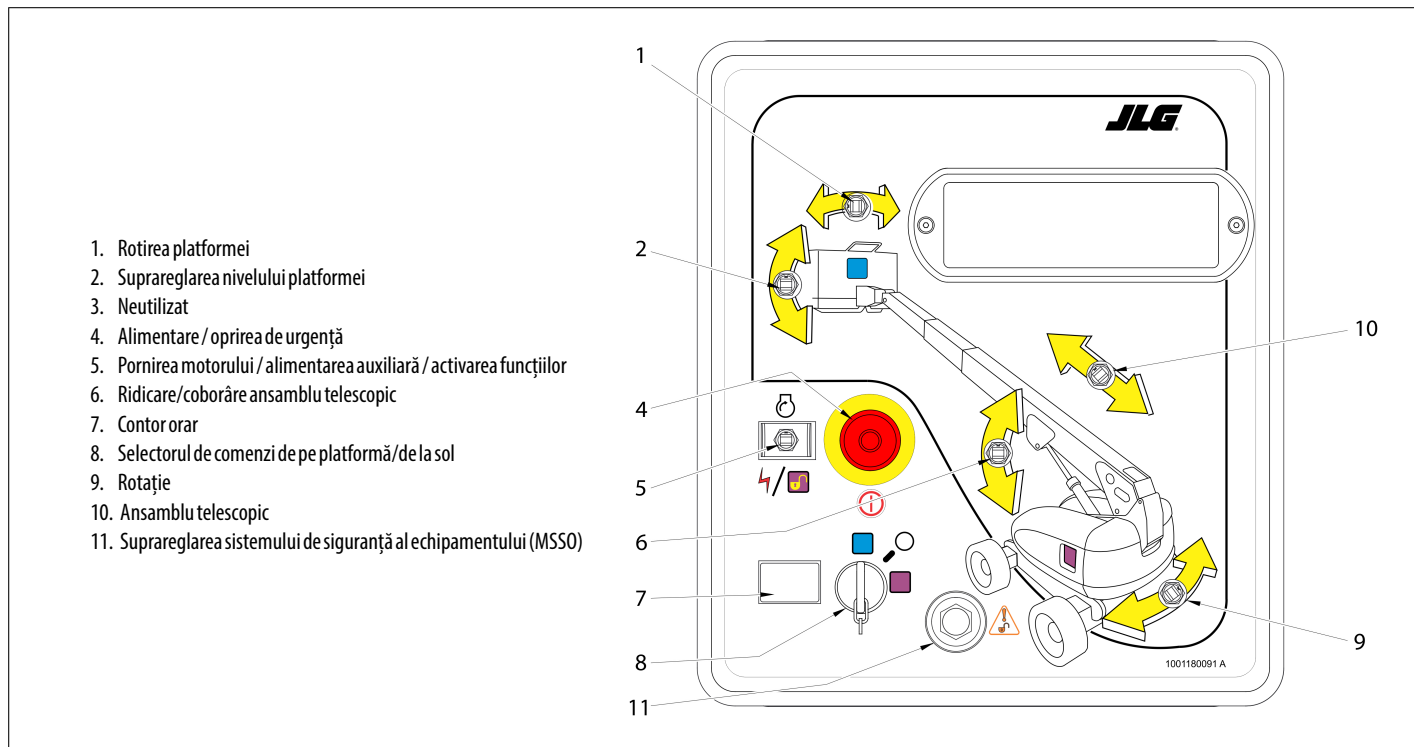 1. Rotirea platformei
2. Suprareglarea nivelului platformei
3. Neutilizat
4. Alimentare / oprirea de urgență
5. Pornirea motorului / alimentarea auxiliară / activarea funcțiilor
6. Ridicare/coborâre ansamblu telescopic
7. Contor orar
8. Selectorul de comenzi de pe platformă/de la sol
9. Rotație
10. Ansamblu telescopic
11. Suprareglarea sistemului de siguranță al echipamentului (MSSO)
1
JLG
2
10
4
5
6
7
8
9
1001180091 A
11